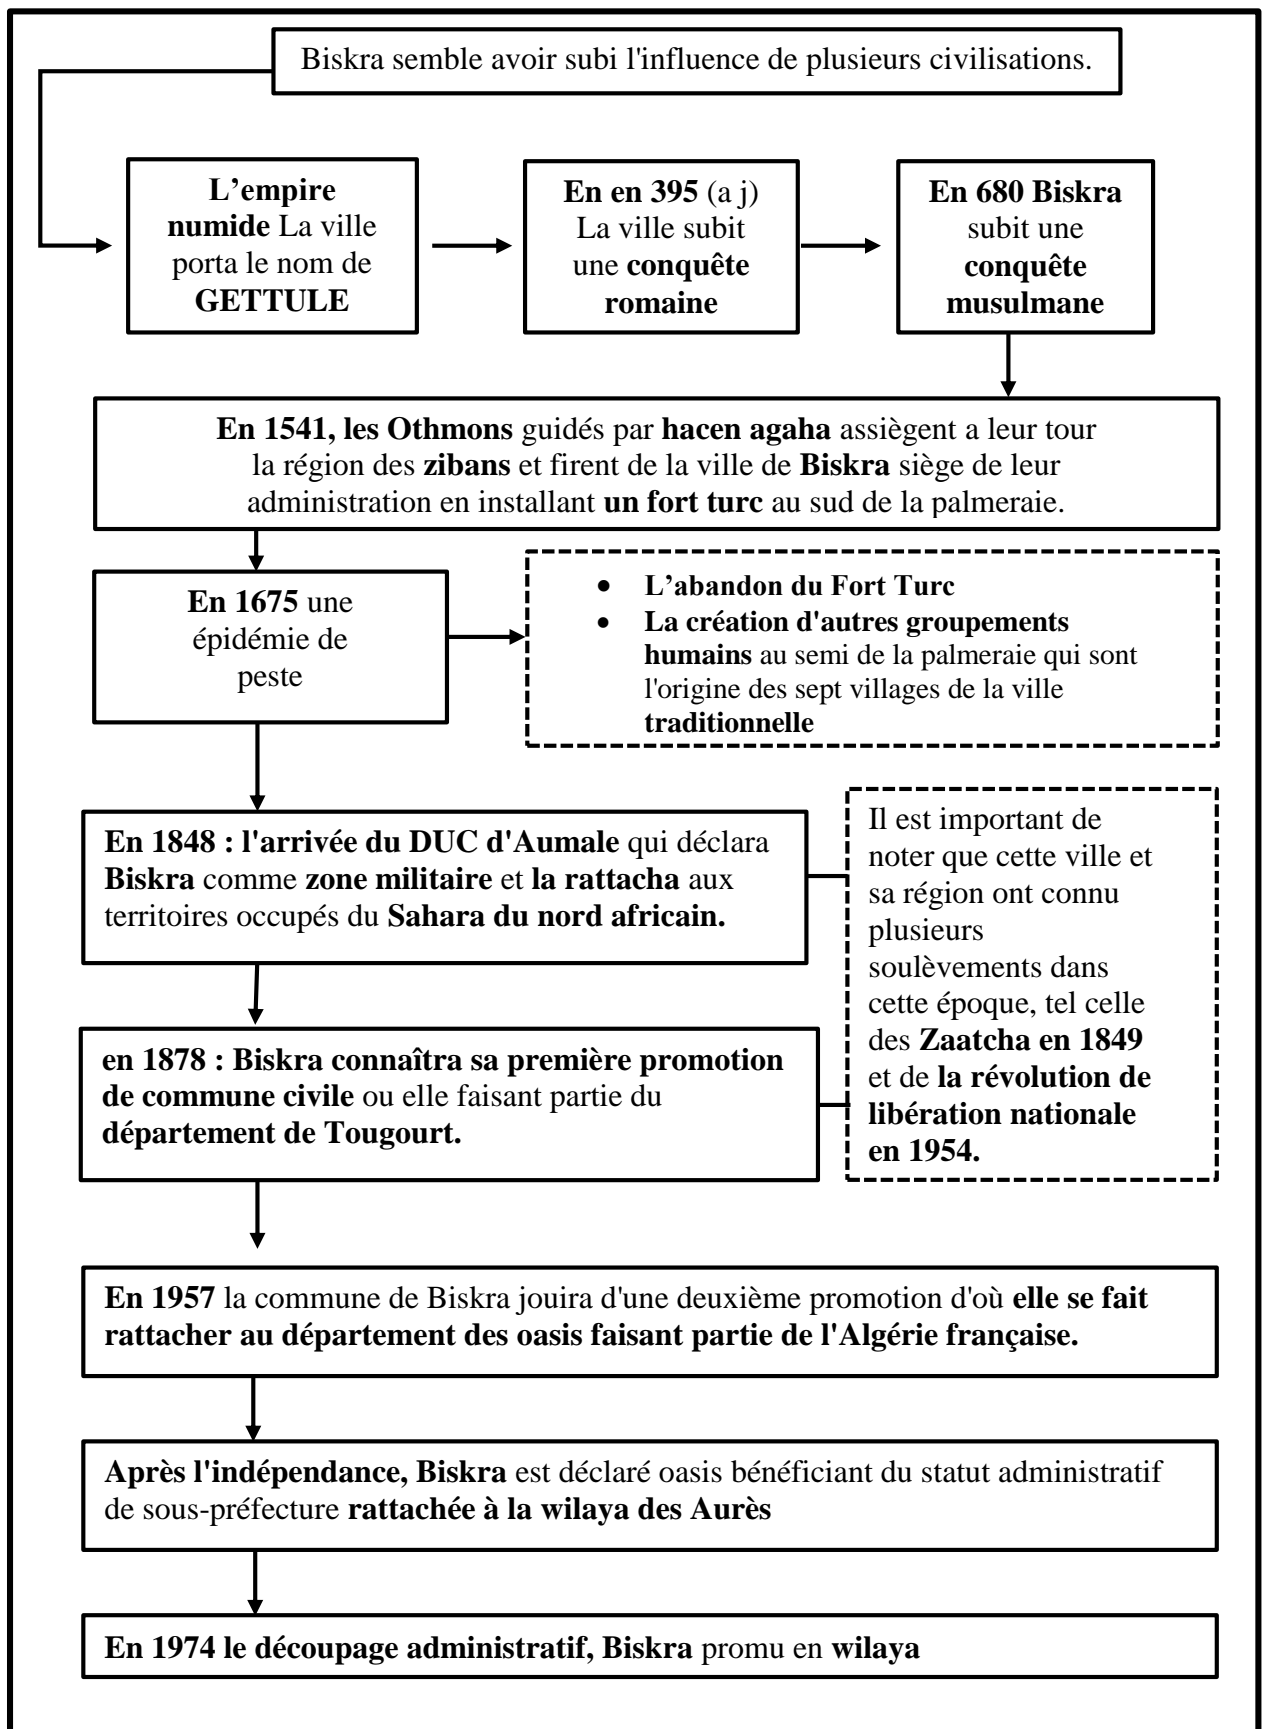 Biskra semble avoir subi l'influence de plusieurs civilisations.
L'empire
numide La ville
porta le nom de
GETTULE
En en 395 (a j)
La ville subit
une conquête
romaine
En 680 Biskra
subit une
conquête
musulmane
En 1541, les Othmons guidés par hacen agaha assiègent a leur tour
la région des zibans et firent de la ville de Biskra siège de leur
administration en installant un fort turc au sud de la palmeraie.
En 1675 une
épidémie de
peste
• L'abandon du Fort Turc
• La création d'autres groupements
humains au semi de la palmeraie qui sont
l'origine des sept villages de la ville
traditionnelle
En 1848 : l'arrivée du DUC d'Aumale qui déclara
Biskra comme zone militaire et la rattacha aux
territoires occupés du Sahara du nord africain.
Il est important de
noter que cette ville et
sa région ont connu
plusieurs
soulèvements dans
cette époque, tel celle
des Zaatcha en 1849
et de la révolution de
libération nationale
en 1954.
en 1878 : Biskra connaîtra sa première promotion
de commune civile ou elle faisant partie du
département de Tougourt.
En 1957 la commune de Biskra jouira d'une deuxième promotion d'où elle se fait
rattacher au département des oasis faisant partie de l'Algérie française.
Après l'indépendance, Biskra est déclaré oasis bénéficiant du statut administratif
de sous-préfecture rattachée à la wilaya des Aurès
En 1974 le découpage administratif, Biskra promu en wilaya